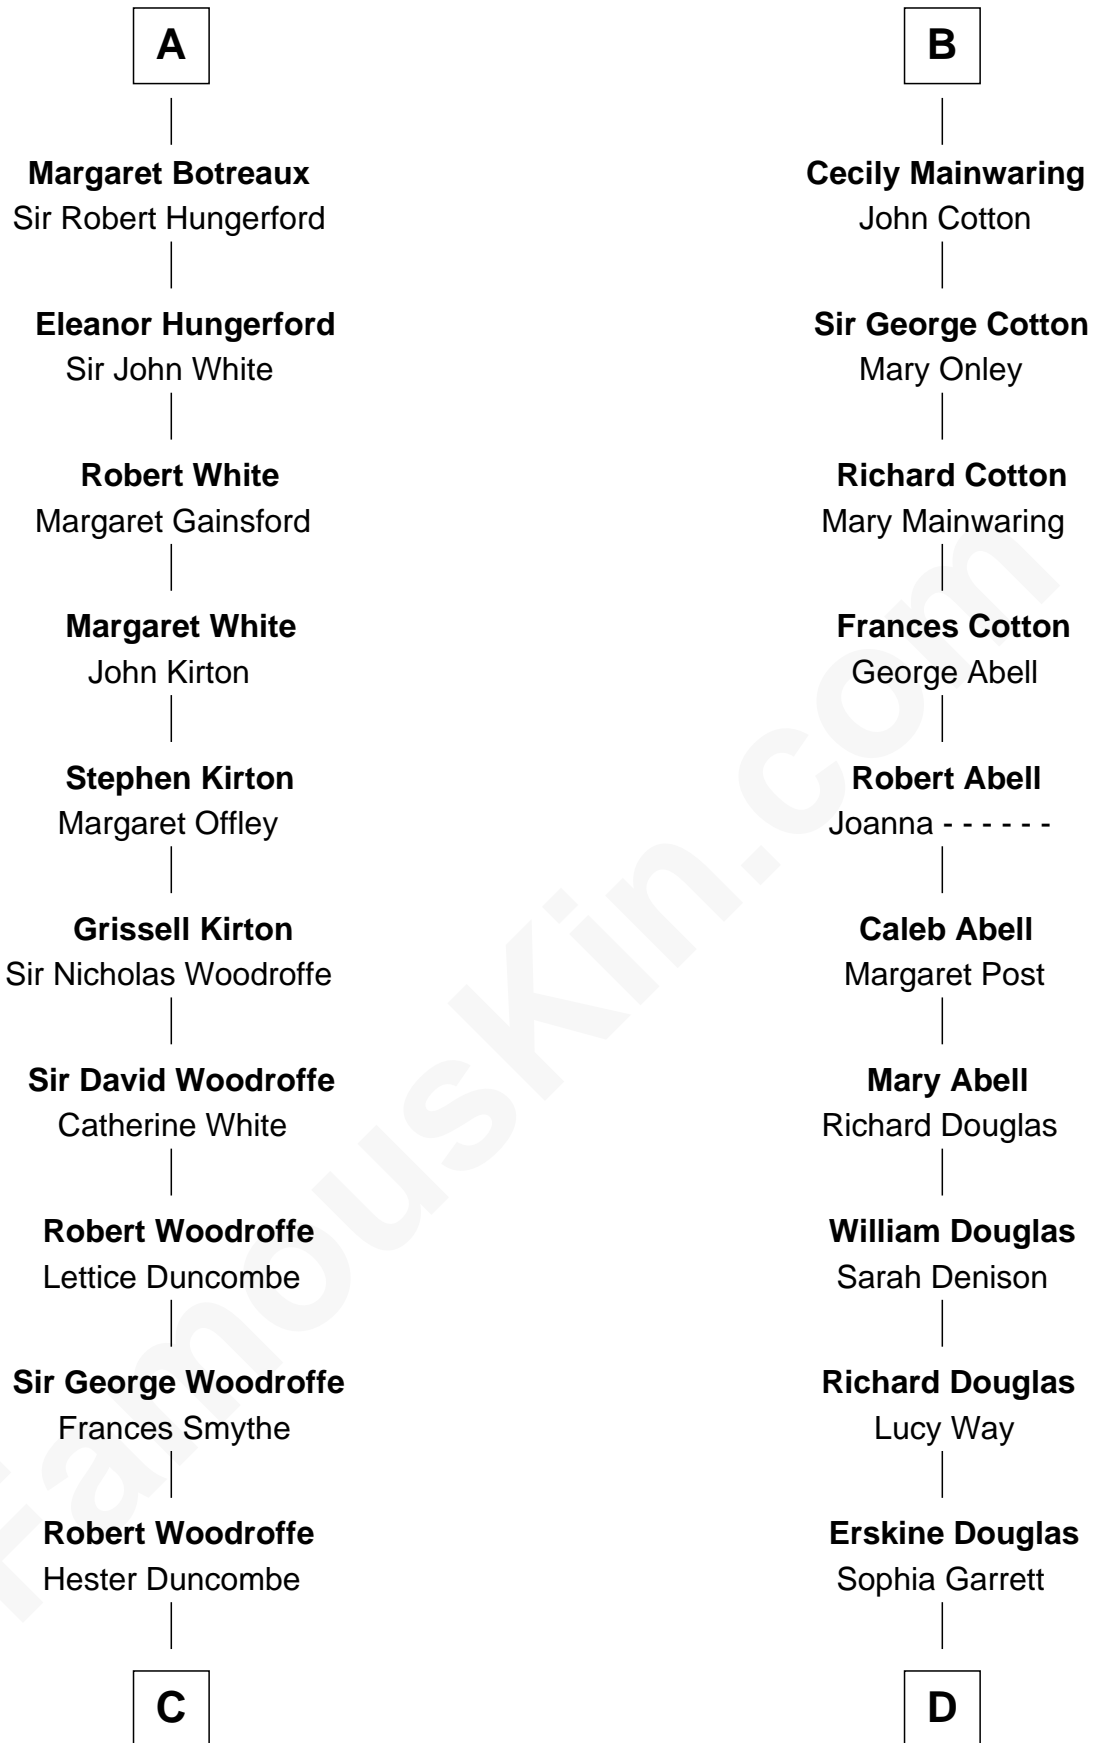 A
Margaret Botreaux
Sir Robert Hungerford
Eleanor Hungerford
Sir John White
Robert White
Margaret Gainsford
Margaret White
John Kirton
Stephen Kirton
Margaret Offley
Grissell Kirton
Sir Nicholas Woodroffe
Sir David Woodroffe
Catherine White
Robert Woodroffe
Lettice Duncombe
Sir George Woodroffe
Frances Smythe
Robert Woodroffe
Hester Duncombe
C
B
Cecily Mainwaring
John Cotton
Sir George Cotton
Mary Onley
Richard Cotton
Mary Mainwaring
Frances Cotton
George Abell
Robert Abell
Joanna - - - - - -
Caleb Abell
Margaret Post
Mary Abell
Richard Douglas
William Douglas
Sarah Denison
Richard Douglas
Lucy Way
Erskine Douglas
Sophia Garrett
D
FamousKin.com